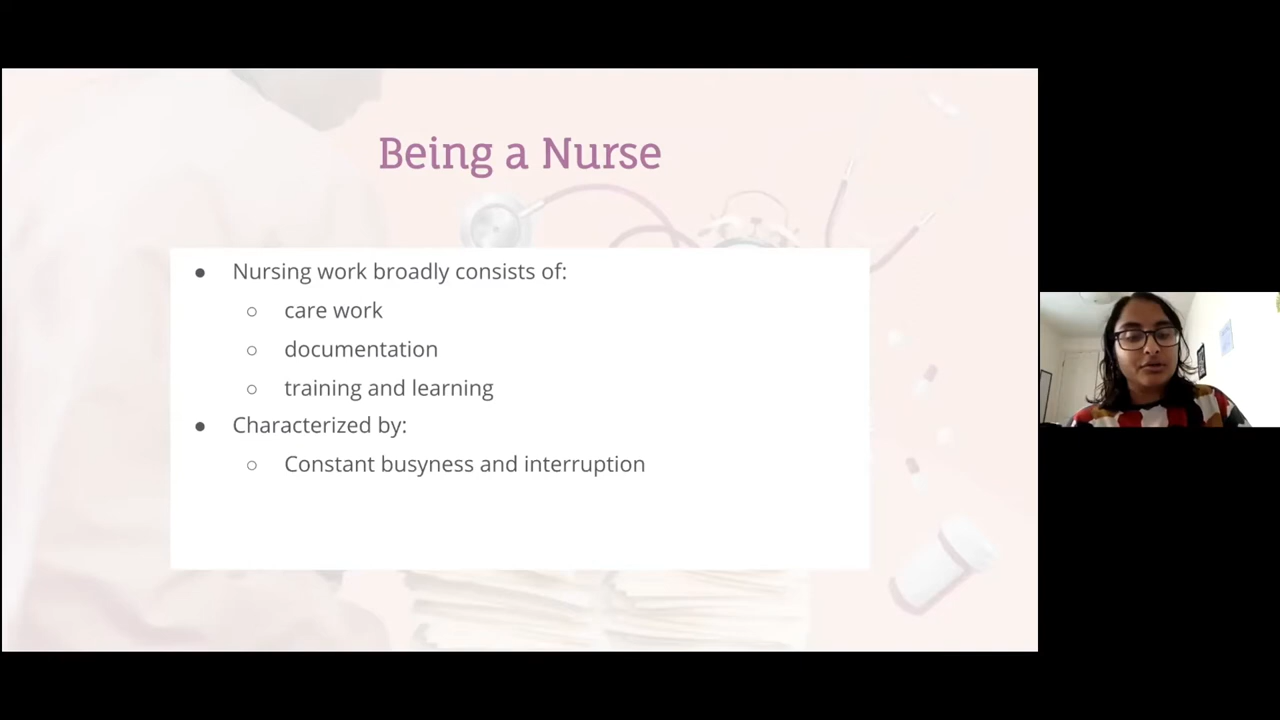 Being a Nurse
● Nursing work broadly consists of:
○ care work
○ documentation
○ training and learning
● Characterized by:
○ Constant busyness and interruption